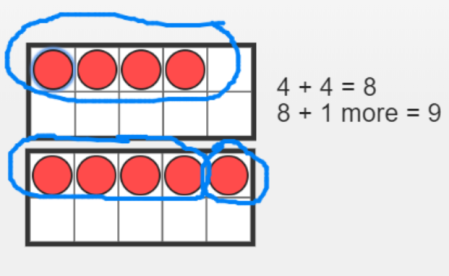 4 + 4 = 8
8 + 1 more = 9